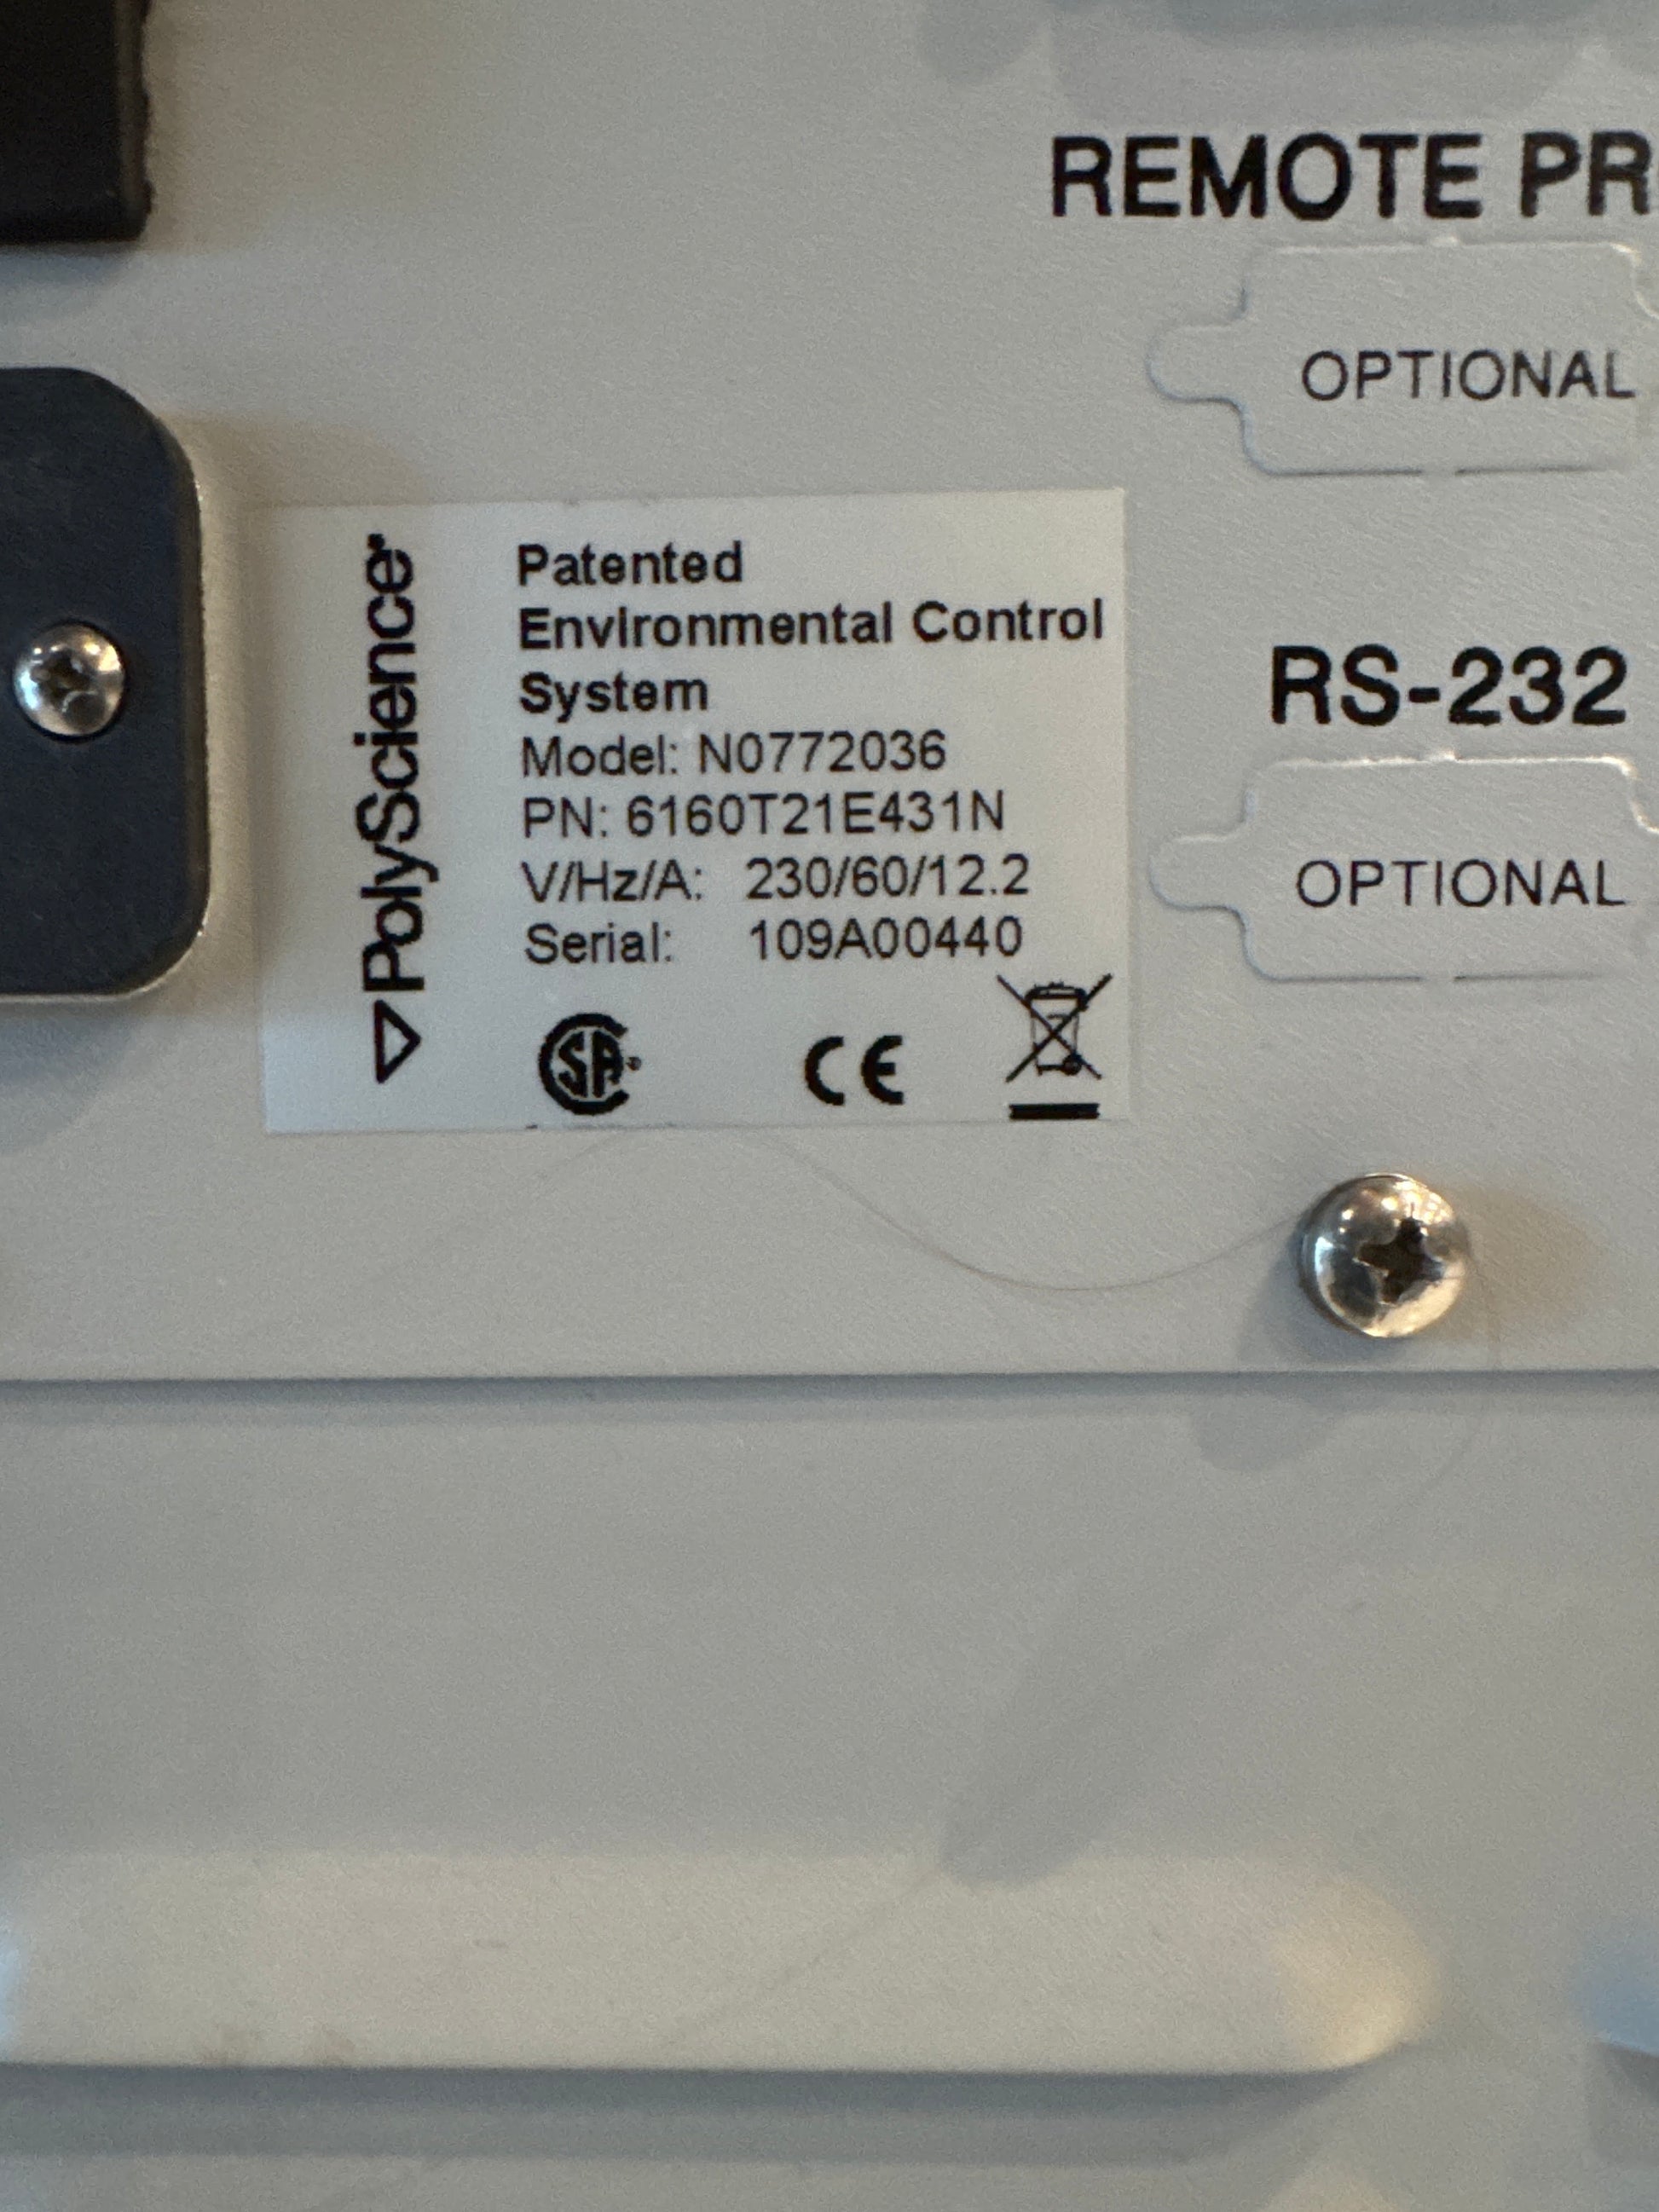 REMOTE PR
OPTIONAL
PolyScience
Patented
Environmental Control
System
Model: N0772036
PN: 6160T21E431N
V/Hz/A: 230/60/12.2
Serial: 109A00440
RS-232
OPTIONAL
CSA
CE